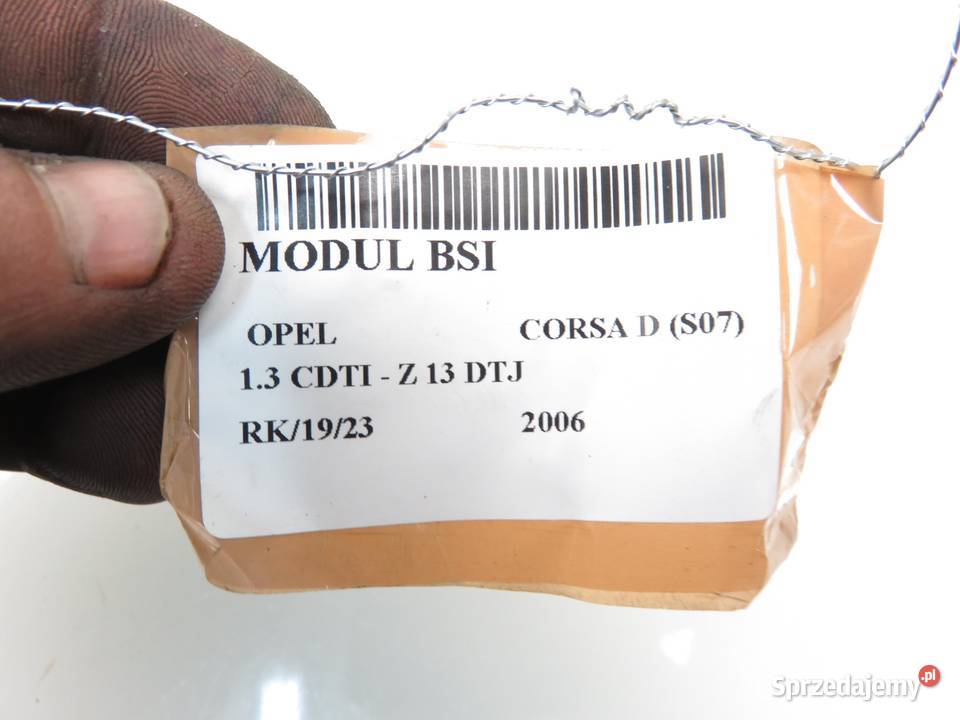 MODUL BSI
OPEL CORSA D (S07)
1.3 CDTI - Z 13 DTJ
RK/19/23 2006
Sprzedajemy.pl